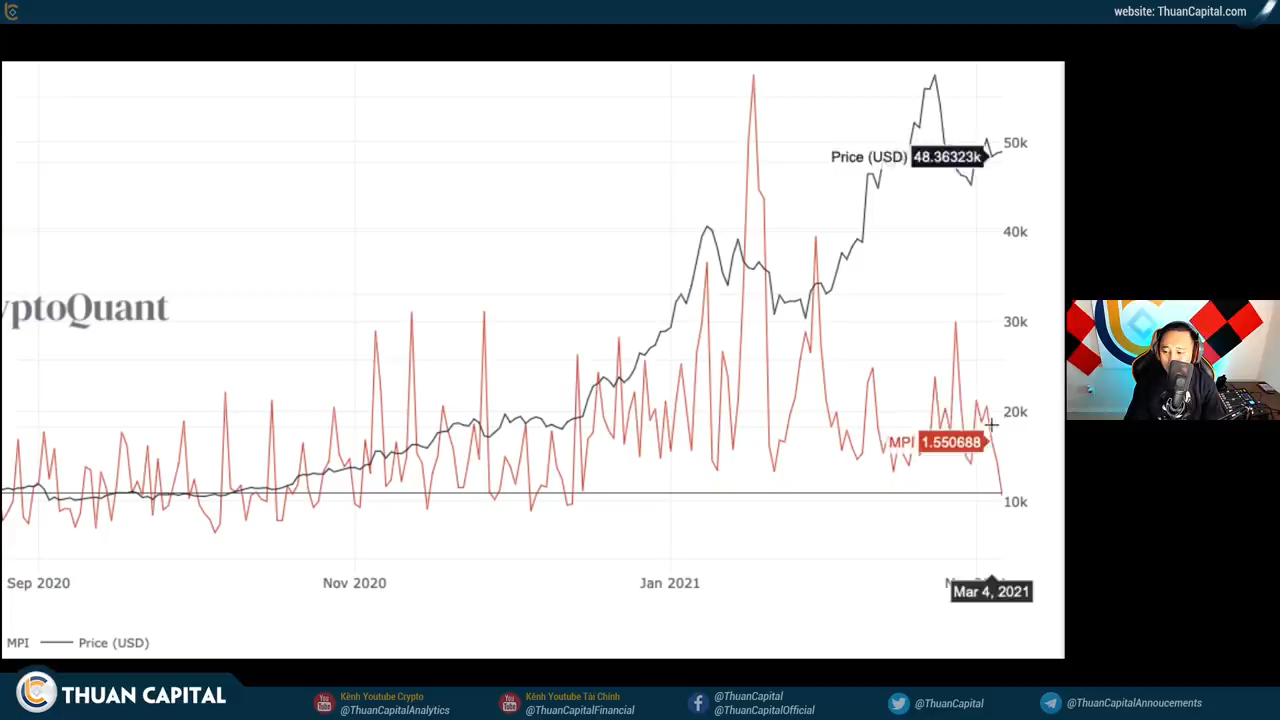 website: ThuanCapital.com
50k
Price (USD) 48.36323k
40k
yptoQuant
30k
20k
MPI 1.550688
10k
Sep 2020
Nov 2020
Jan 2021
Mar 4, 2021
MPI
Price (USD)
THUAN CAPITAL
Kênh Youtube Crypto
@ThuanCapitalAnalytics
Kênh Youtube Tài Chính
@ThuanCapitalFinancial
@ThuanCapital
@ThuanCapitalOfficial
@ThuanCapital
@ThuanCapitalAnnoucements